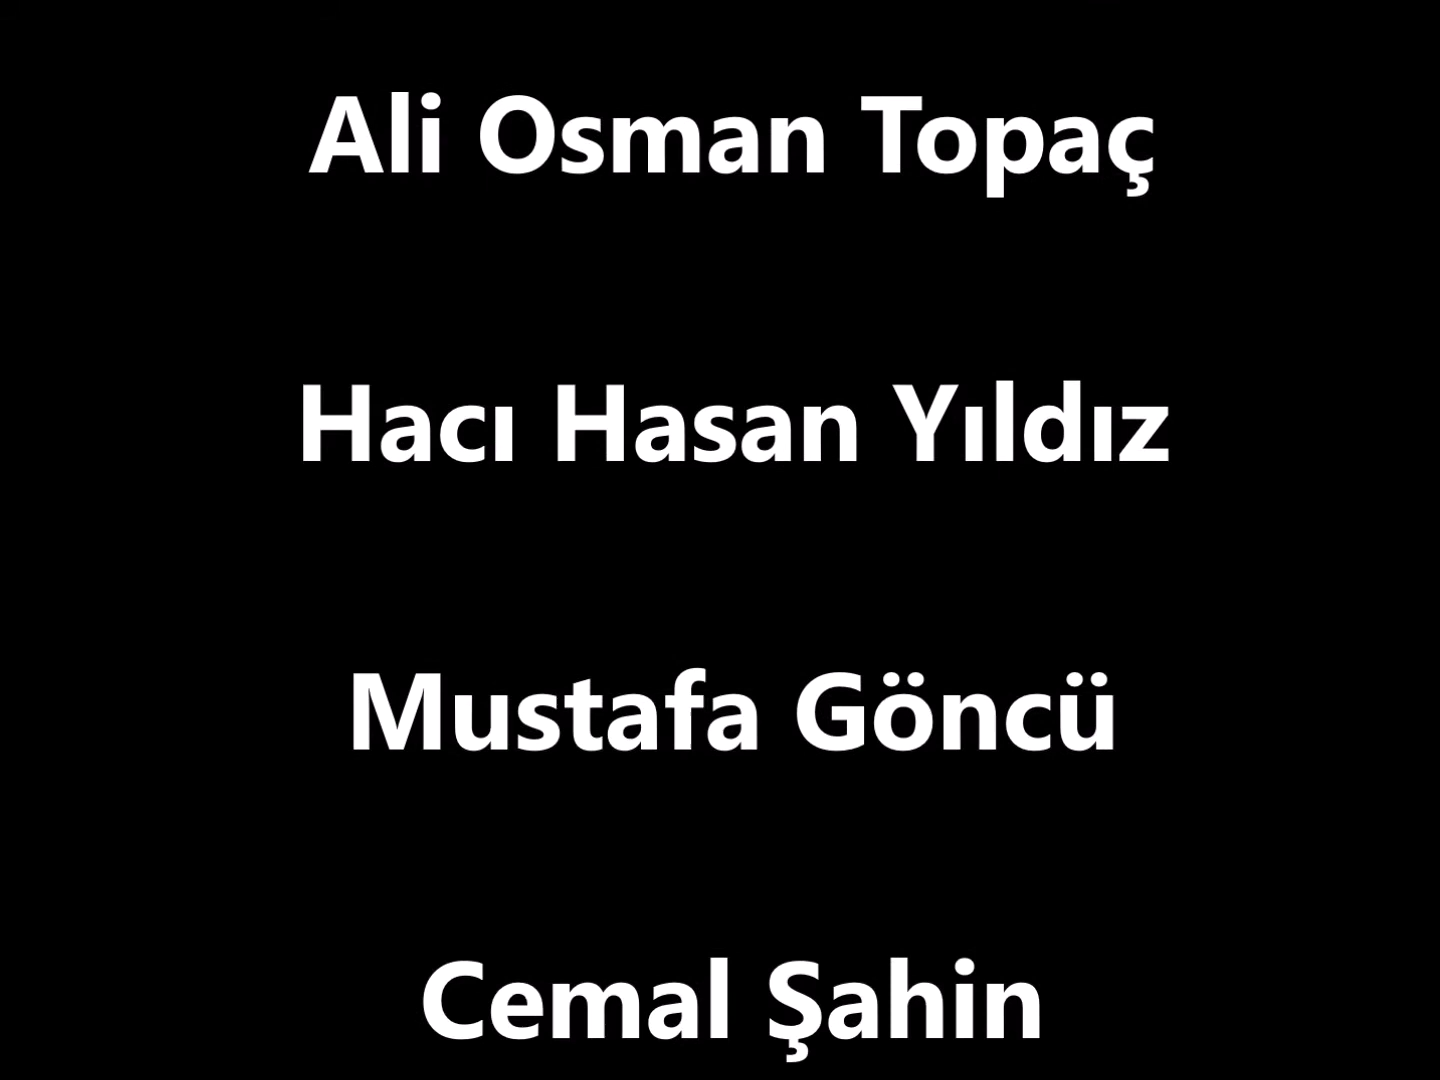 Ali Osman Topaç
Hacı Hasan Yıldız
Mustafa Göncü
Cemal Şahin